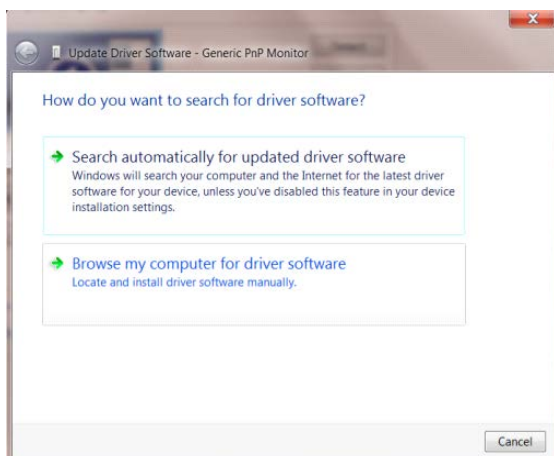 Update Driver Software - Generic PnP Monitor
How do you want to search for driver software?
Search automatically for updated driver software
Windows will search your computer and the Internet for the latest driver
software for your device, unless you've disabled this feature in your device
installation settings.
Browse my computer for driver software
Locate and install driver software manually.
Cancel